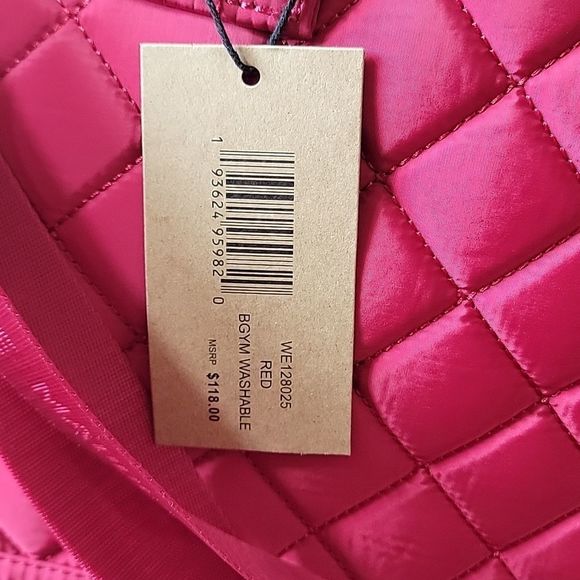 1 93624 95982 0
WE128025
RED
BGYM WASHABLE
MSRP $118.00